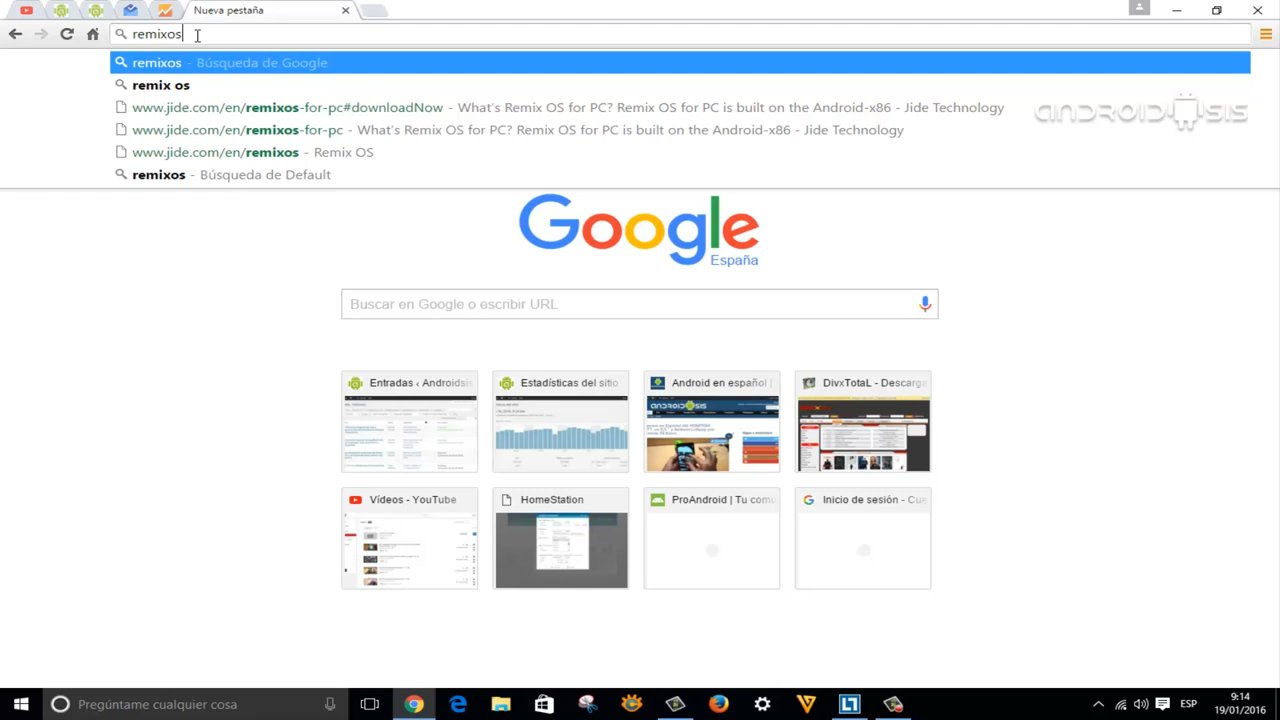 Nueva pestaña
remixos
remixos - Búsqueda de Google
remix os
www.jide.com/en/remixos-for-pc#downloadNow - What's Remix OS for PC? Remix OS for PC is built on the Android-x86 - Jide Technology
www.jide.com/en/remixos-for-pc - What's Remix OS for PC? Remix OS for PC is built on the Android-x86 - Jide Technology
www.jide.com/en/remixos - Remix OS
remixos - Búsqueda de Default
ANDROIDSIS
Google
España
Buscar en Google o escribir URL
Entradas ‹ Androidsis
Estadísticas del sitio
Android en español |
DivxTotaL - Descarga
Vídeos - YouTube
HomeStation
ProAndroid | Tu comu
Inicio de sesión - Cue
Pregúntame cualquier cosa
ESP
9:14
19/01/2016